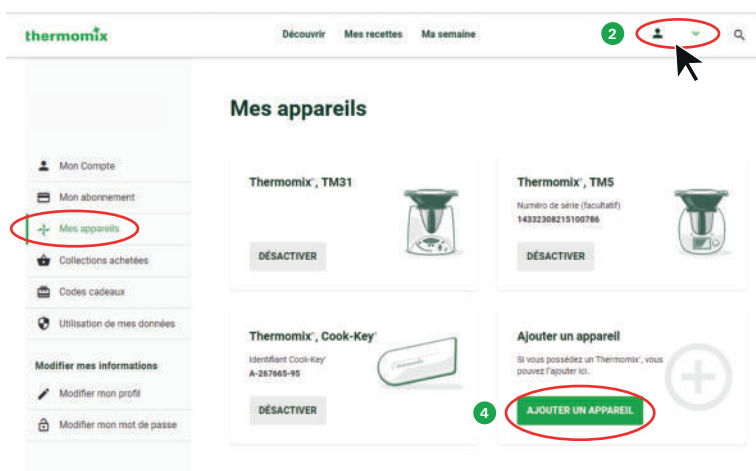 thermomix
Découvrir Mes recettes Ma semaine
2
Mes appareils
Mon Compte
Mon abonnement
Mes appareils
Collections achetées
Codes cadeaux
Utilisation de mes données
Modifier mes informations
Modifier mon profil
Modifier mon mot de passe
Thermomix®, TM31
DÉSACTIVER
Thermomix®, TM5
Numéro de série (facultatif)
14332308215100786
DÉSACTIVER
Thermomix®, Cook-Key®
Identifiant Cook-Key®
A-267665-95
DÉSACTIVER
Ajouter un appareil
Si vous possédez un Thermomix®, vous
pouvez l'ajouter ici.
4
AJOUTER UN APPAREIL